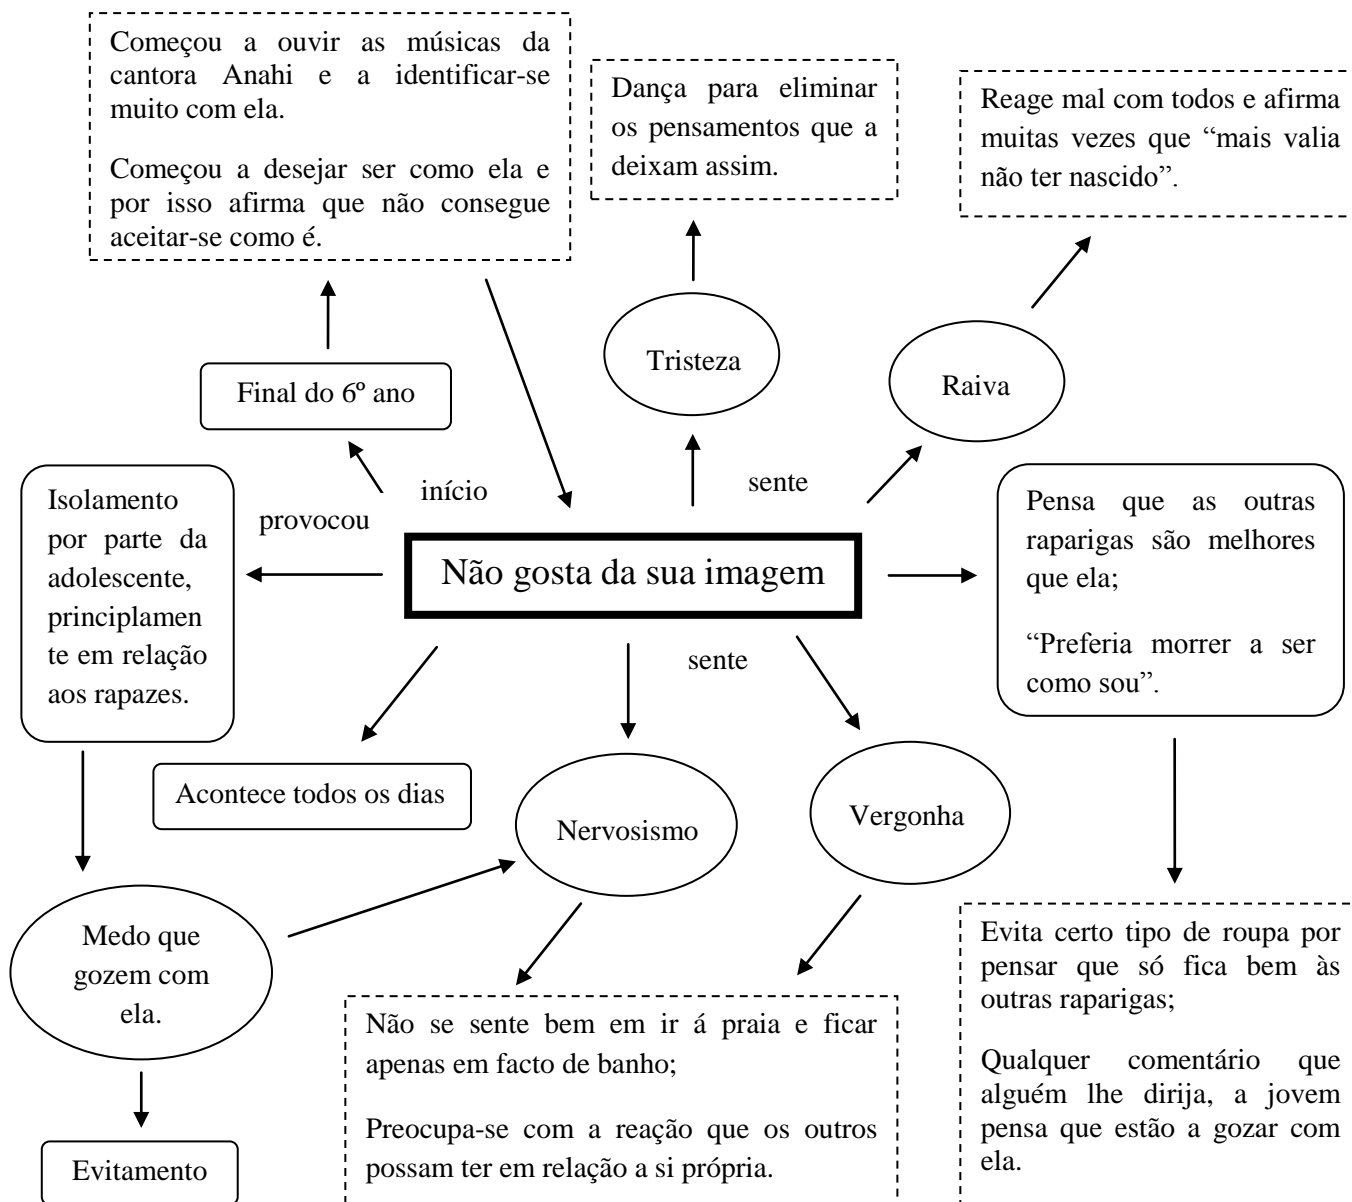 Começou a ouvir as músicas da
cantora Anahi e a identificar-se
muito com ela.
Começou a desejar ser como ela e
por isso afirma que não consegue
aceitar-se como é.
Dança para eliminar
os pensamentos que a
deixam assim.
Reage mal com todos e afirma
muitas vezes que “mais valia
não ter nascido”.
Tristeza
Raiva
Final do 6º ano
início
sente
provocou
Isolamento
por parte da
adolescente,
principlamen
te em relação
aos rapazes.
Não gosta da sua imagem
Pensa que as outras
raparigas são melhores
que ela;
“Preferia morrer a ser
como sou”.
sente
Acontece todos os dias
Nervosismo
Vergonha
Medo que
gozem com
ela.
Evitamento
Não se sente bem em ir á praia e ficar
apenas em facto de banho;
Preocupa-se com a reação que os outros
possam ter em relação a si própria.
Evita certo tipo de roupa por
pensar que só fica bem às
outras raparigas;
Qualquer comentário que
alguém lhe dirija, a jovem
pensa que estão a gozar com
ela.